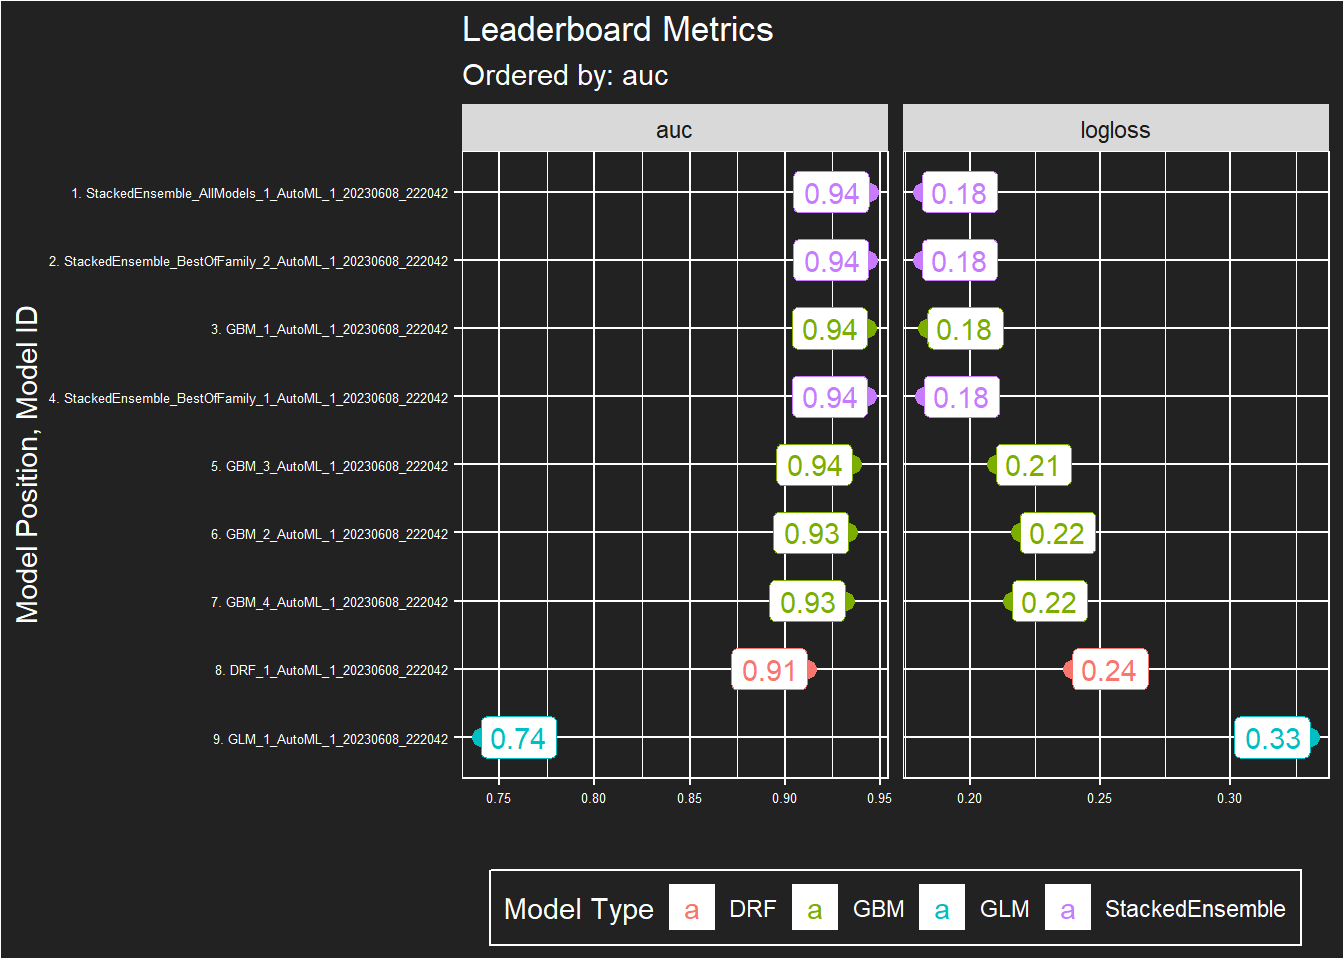 Leaderboard Metrics
Ordered by: auc
auc
logloss
Model Position, Model ID
1. StackedEnsemble_AllModels_1_AutoML_1_20230608_222042
0.94
0.18
2. StackedEnsemble_BestOfFamily_2_AutoML_1_20230608_222042
0.94
0.18
3. GBM_1_AutoML_1_20230608_222042
0.94
0.18
4. StackedEnsemble_BestOfFamily_1_AutoML_1_20230608_222042
0.94
0.18
5. GBM_3_AutoML_1_20230608_222042
0.94
0.21
6. GBM_2_AutoML_1_20230608_222042
0.93
0.22
7. GBM_4_AutoML_1_20230608_222042
0.93
0.22
8. DRF_1_AutoML_1_20230608_222042
0.91
0.24
9. GLM_1_AutoML_1_20230608_222042
0.74
0.33
0.75 0.80 0.85 0.90 0.95
0.20 0.25 0.30
Model Type a DRF a GBM a GLM a StackedEnsemble